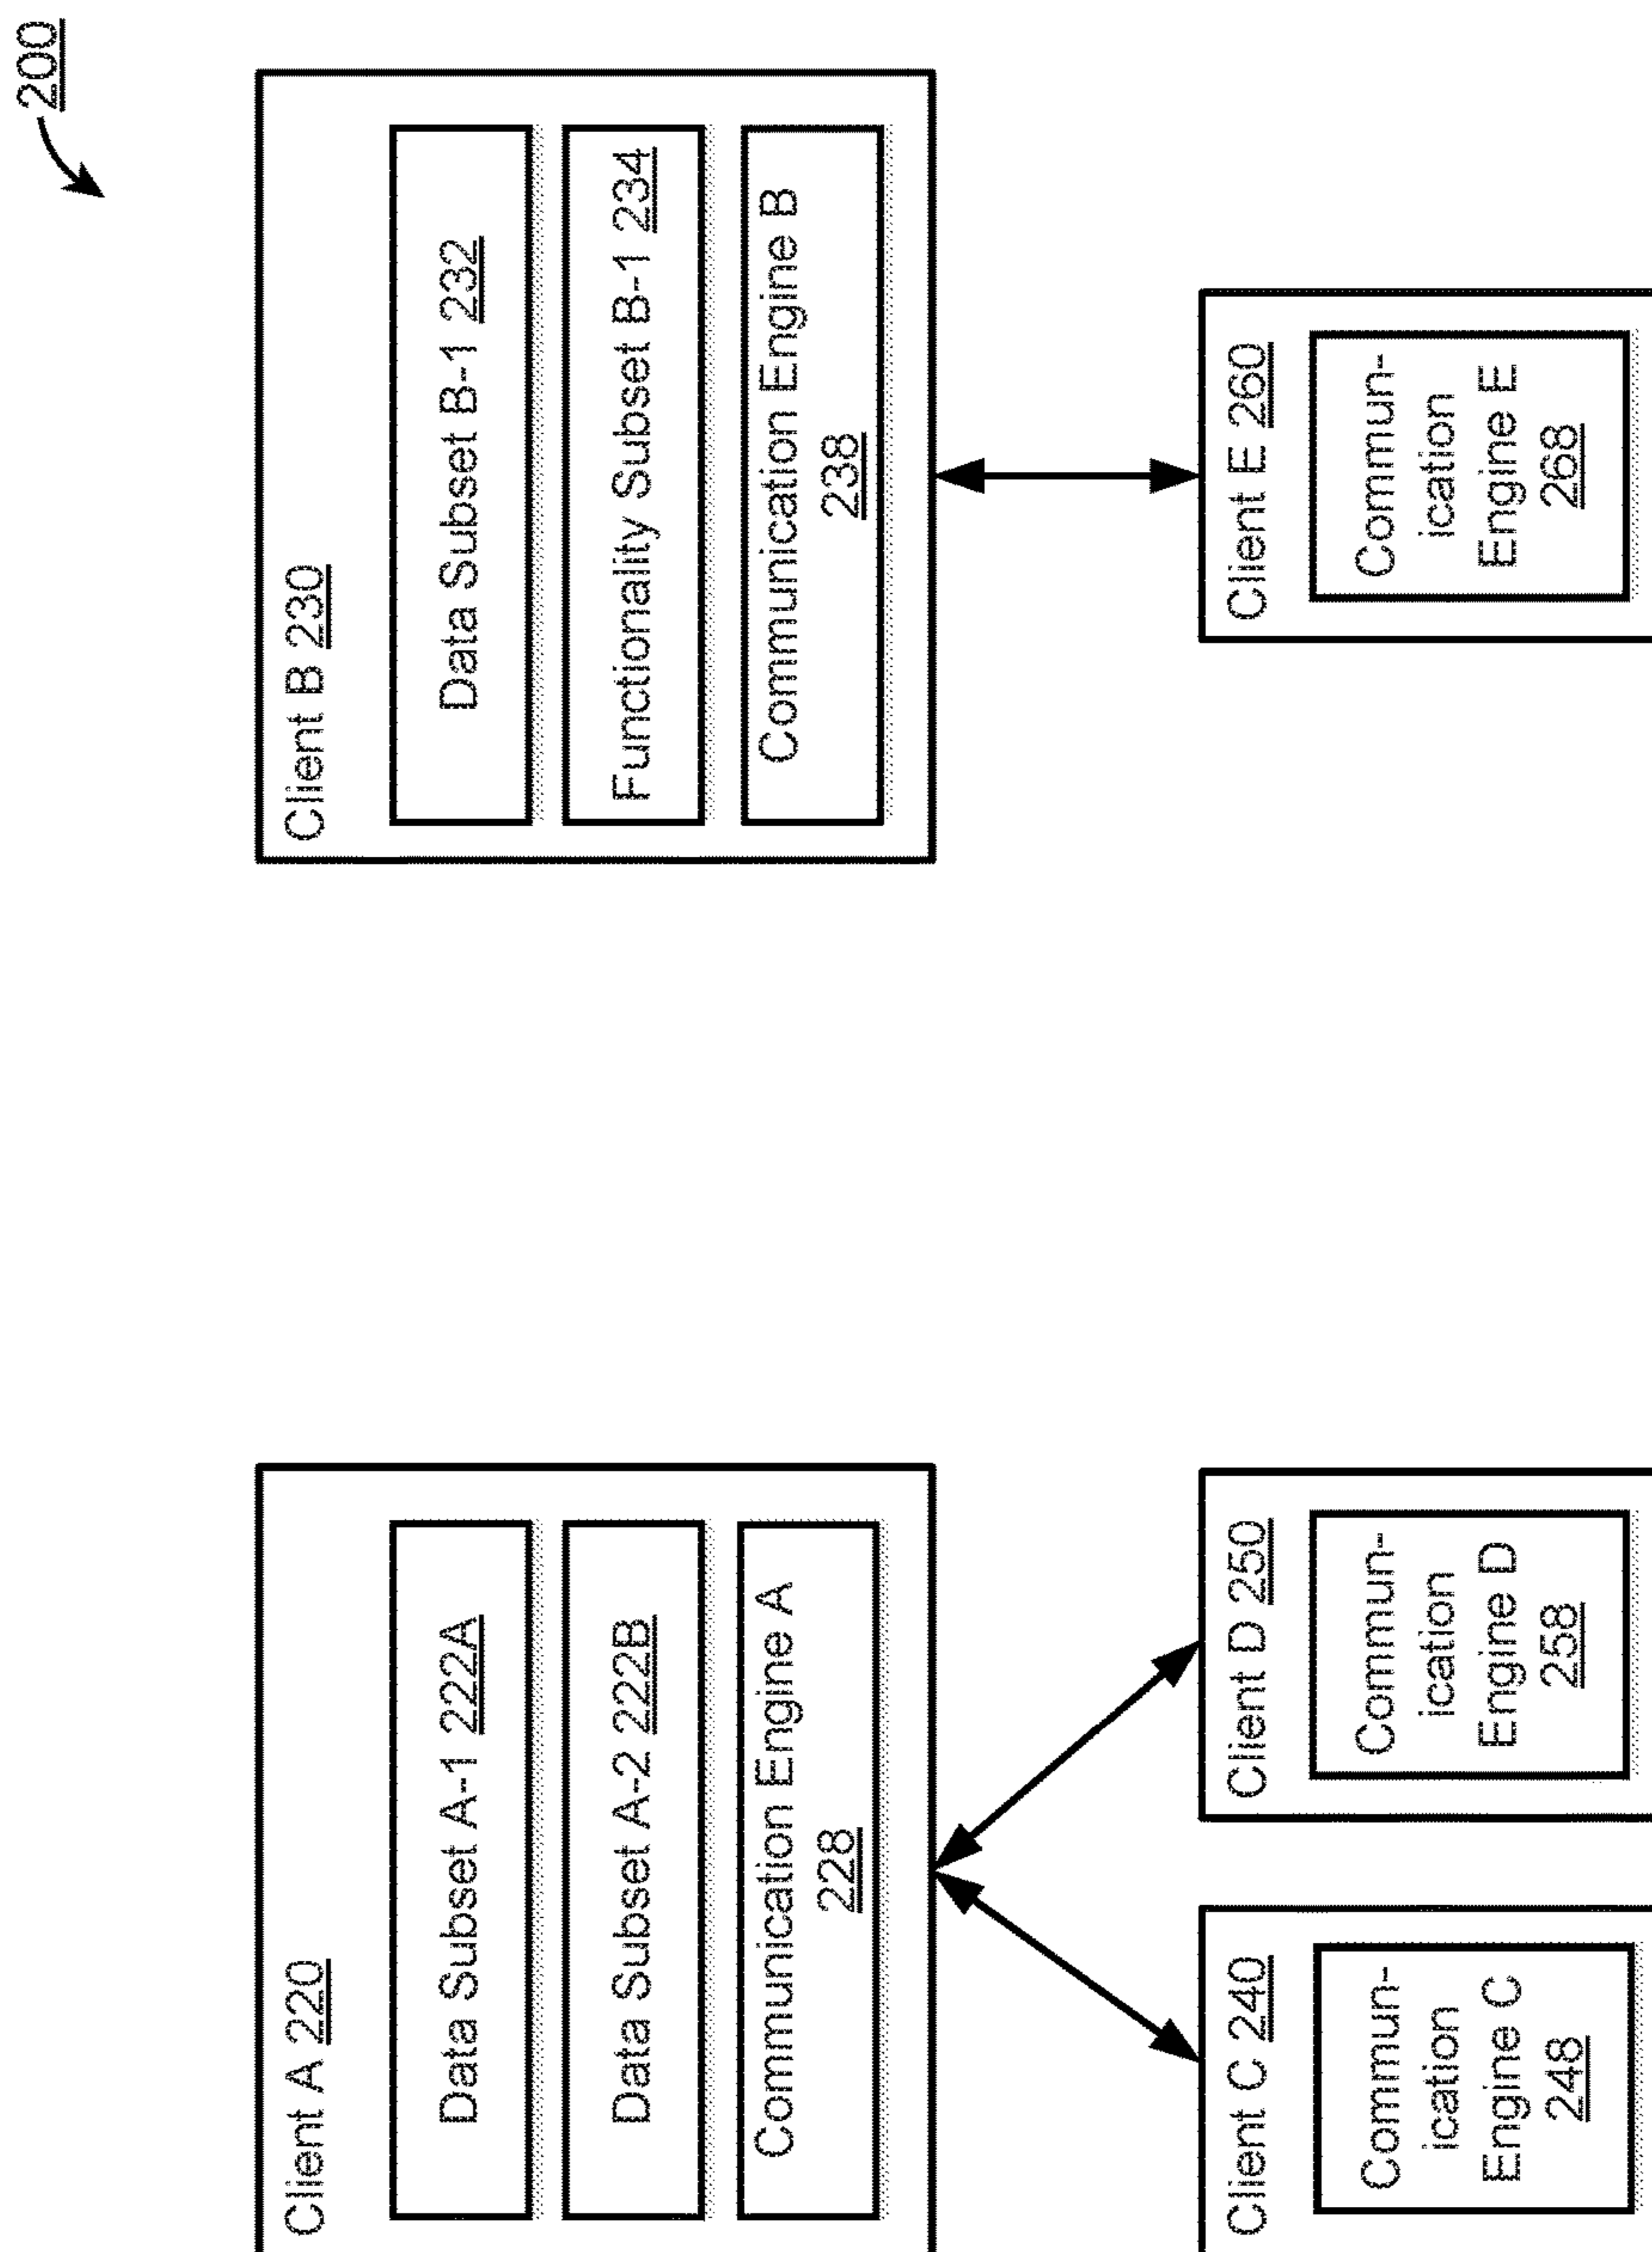 200
Client A 220
Data Subset A-1 222A
Data Subset A-2 222B
Communication Engine A
228
Client B 230
Data Subset B-1 232
Functionality Subset B-1 234
Communication Engine B
238
Client C 240
Commun-
ication
Engine C
248
Client D 250
Commun-
ication
Engine D
258
Client E 260
Commun-
ication
Engine E
268